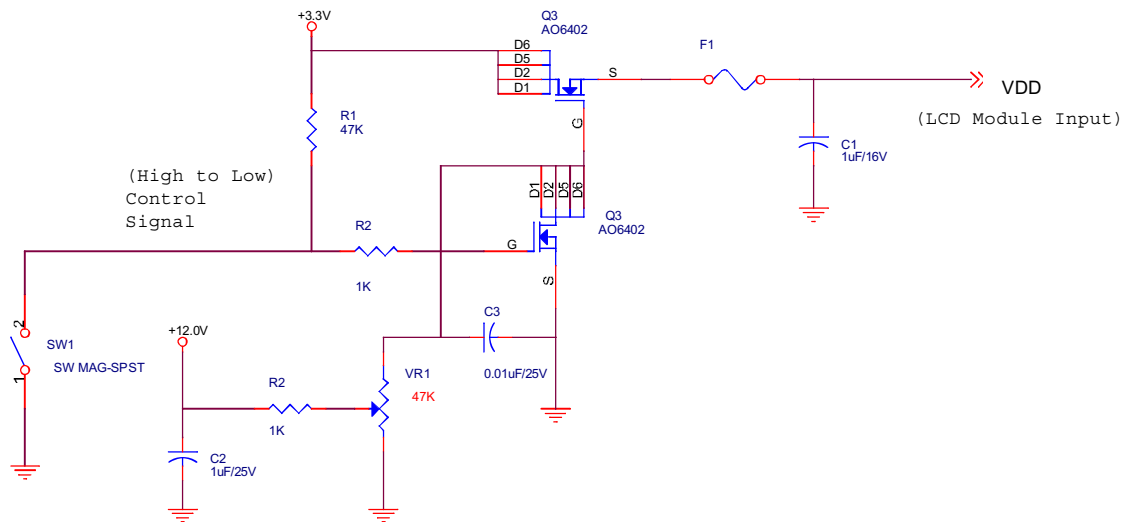 +3.3V
Q3
AO6402
D6
D5
D2
D1
S
G
F1
VDD
(LCD Module Input)
C1
1uF/16V
R1
47K
(High to Low)
Control
Signal
D1
D2
D5
D6
Q3
AO6402
R2
1K
G
S
2
1
SW1
SW MAG-SPST
+12.0V
C3
0.01uF/25V
R2
1K
VR1
47K
C2
1uF/25V